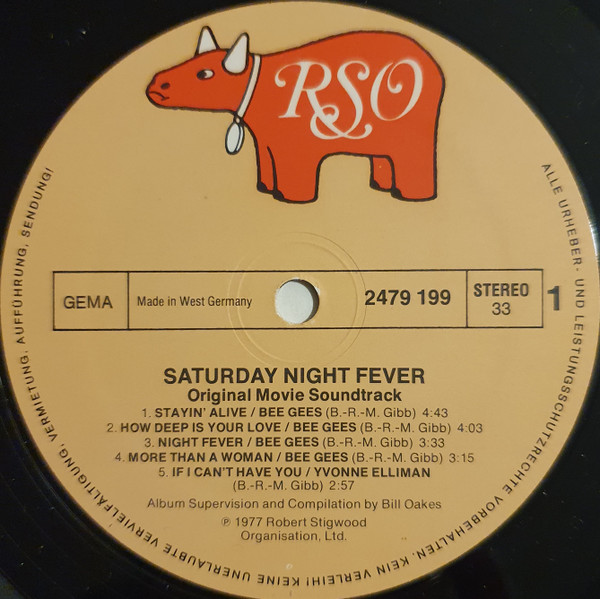 RSO
GEMA
Made in West Germany
2479 199
STEREO
33
1
SATURDAY NIGHT FEVER
Original Movie Soundtrack
1. STAYIN' ALIVE / BEE GEES (B.-R.-M. Gibb) 4:43
2. HOW DEEP IS YOUR LOVE / BEE GEES (B.-R.-M. Gibb) 4:03
3. NIGHT FEVER / BEE GEES (B.-R.-M. Gibb) 3:33
4. MORE THAN A WOMAN / BEE GEES (B.-R.-M. Gibb) 3:15
5. IF I CAN'T HAVE YOU / YVONNE ELLIMAN
(B.-R.-M. Gibb) 2:57
Album Supervision and Compilation by Bill Oakes
℗ 1977 Robert Stigwood
Organisation, Ltd.
ALLE URHEBER- UND LEISTUNGSSCHUTZRECHTE VORBEHALTEN. KEIN VERLEIH! KEINE UNERLAUBTE VERVIELFÄLTIGUNG, VERMIETUNG, AUFFÜHRUNG, SENDUNG!